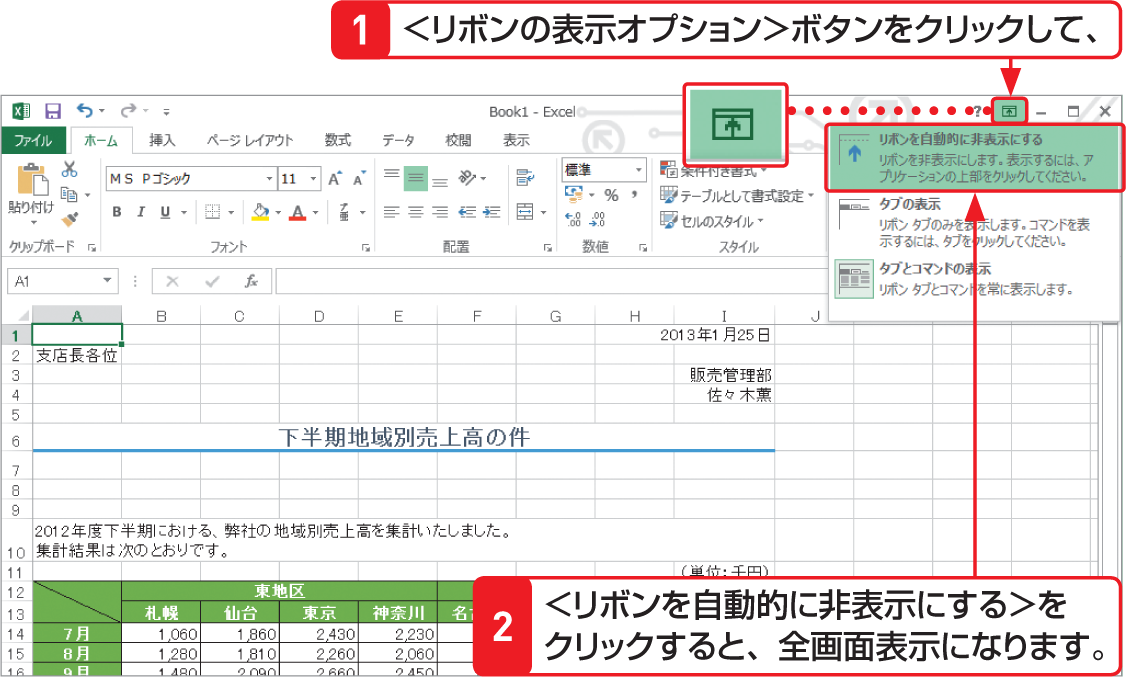 1 <リボンの表示オプション>ボタンをクリックして、
Book1 - Excel
?
ファイル ホーム 挿入 ページ レイアウト 数式 データ 校閲 表示
リボンを自動的に非表示にする
リボンを非表示にします。表示するには、ア
プリケーションの上部をクリックしてください。
タブの表示
リボン タブのみを表示します。コマンドを表
示するには、タブをクリックしてください。
タブとコマンドの表示
リボン タブとコマンドを常に表示します。
貼り付け
ＭＳ Ｐゴシック 11
B I U
標準
%
条件付き書式
テーブルとして書式設定
セルのスタイル
クリップボード フォント 配置 数値 スタイル
A1 fx
A B C D E F G H I J
1 2013年1月25日
2 支店長各位
3 販売管理部
4 佐々木薫
5
6 下半期地域別売上高の件
7
8
9
2012年度下半期における、弊社の地域別売上高を集計いたしました。
10 集計結果は次のとおりです。
11 (単位:千円)
12 東地区
13 札幌 仙台 東京 神奈川
14 7月 1,060 1,860 2,430 2,230
15 8月 1,280 1,810 2,260 2,060
16 9月 1,480 2,090 2,660 2,450
2 <リボンを自動的に非表示にする>を
クリックすると、全画面表示になります。